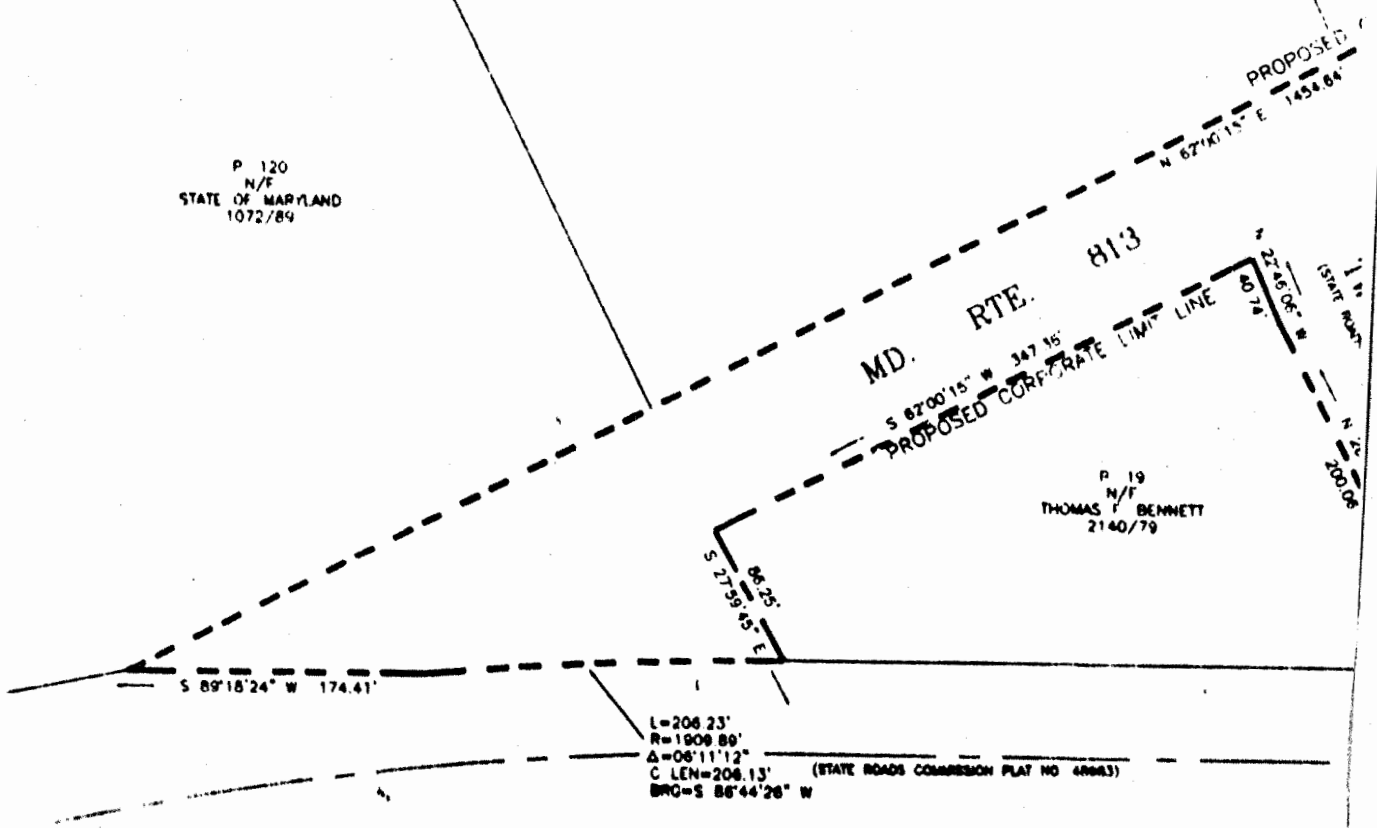 PROPOSED
N 62°00'15" E 1454.64'
P 120
N/F
STATE OF MARYLAND
1072/89
MD. RTE. 813
N 22°46'06" W
40.74'
(STATE
S 62°00'15" W 347.35'
PROPOSED CORPORATE LIMIT LINE
200.06
P 19
N/F
THOMAS F BENNETT
2140/79
86.25'
S 27°59'45" E
S 89°18'24" W 174.41'
L=206.23'
R=1909.89'
Δ=06°11'12"
C LEN=206.13'
BRG=S 86°44'26" W
(STATE ROADS COMMISSION PLAT NO